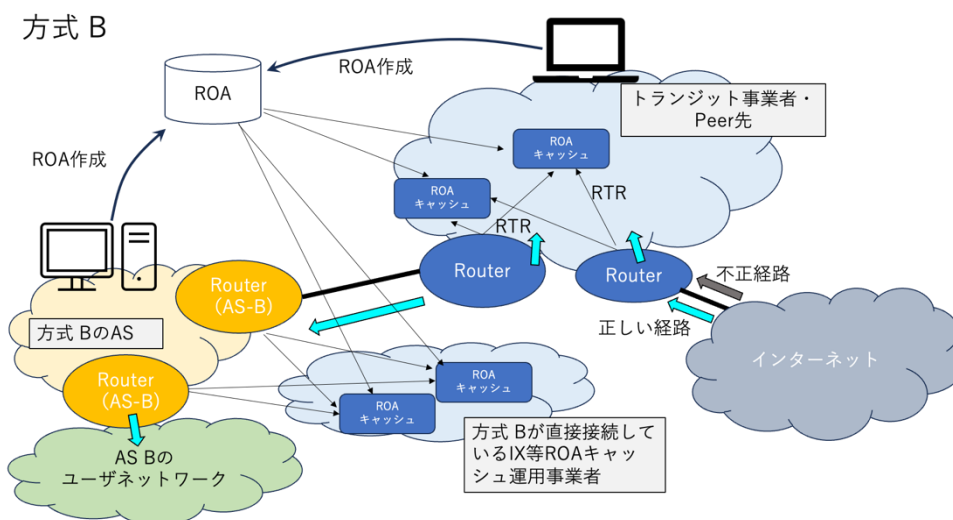 方式 B
ROA作成
ROA
トランジット事業者・
Peer先
ROA
キャッシュ
ROA作成
ROA
キャッシュ
RTR
RTR
Router
Router
不正経路
Router
（AS-B）
正しい経路
方式 BのAS
インターネット
Router
（AS-B）
ROA
キャッシュ
ROA
キャッシュ
方式 Bが直接接続して
いるIX等ROAキャッ
シュ運用事業者
AS Bの
ユーザネットワーク